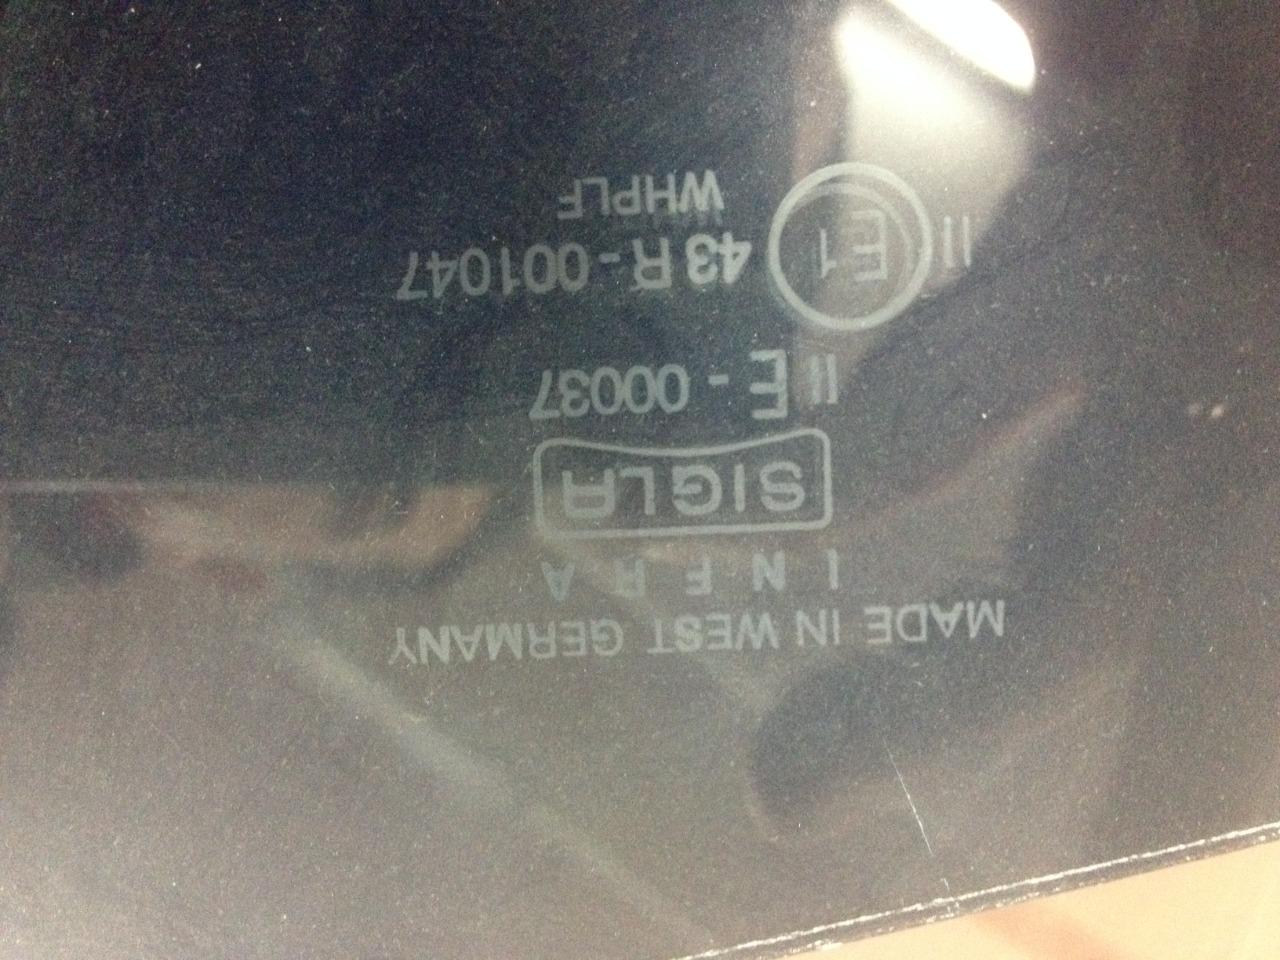 MADE IN WEST GERMANY
I N F R A
SIGLA
II E - 00037
II E1 43 R - 001047
WHPLF